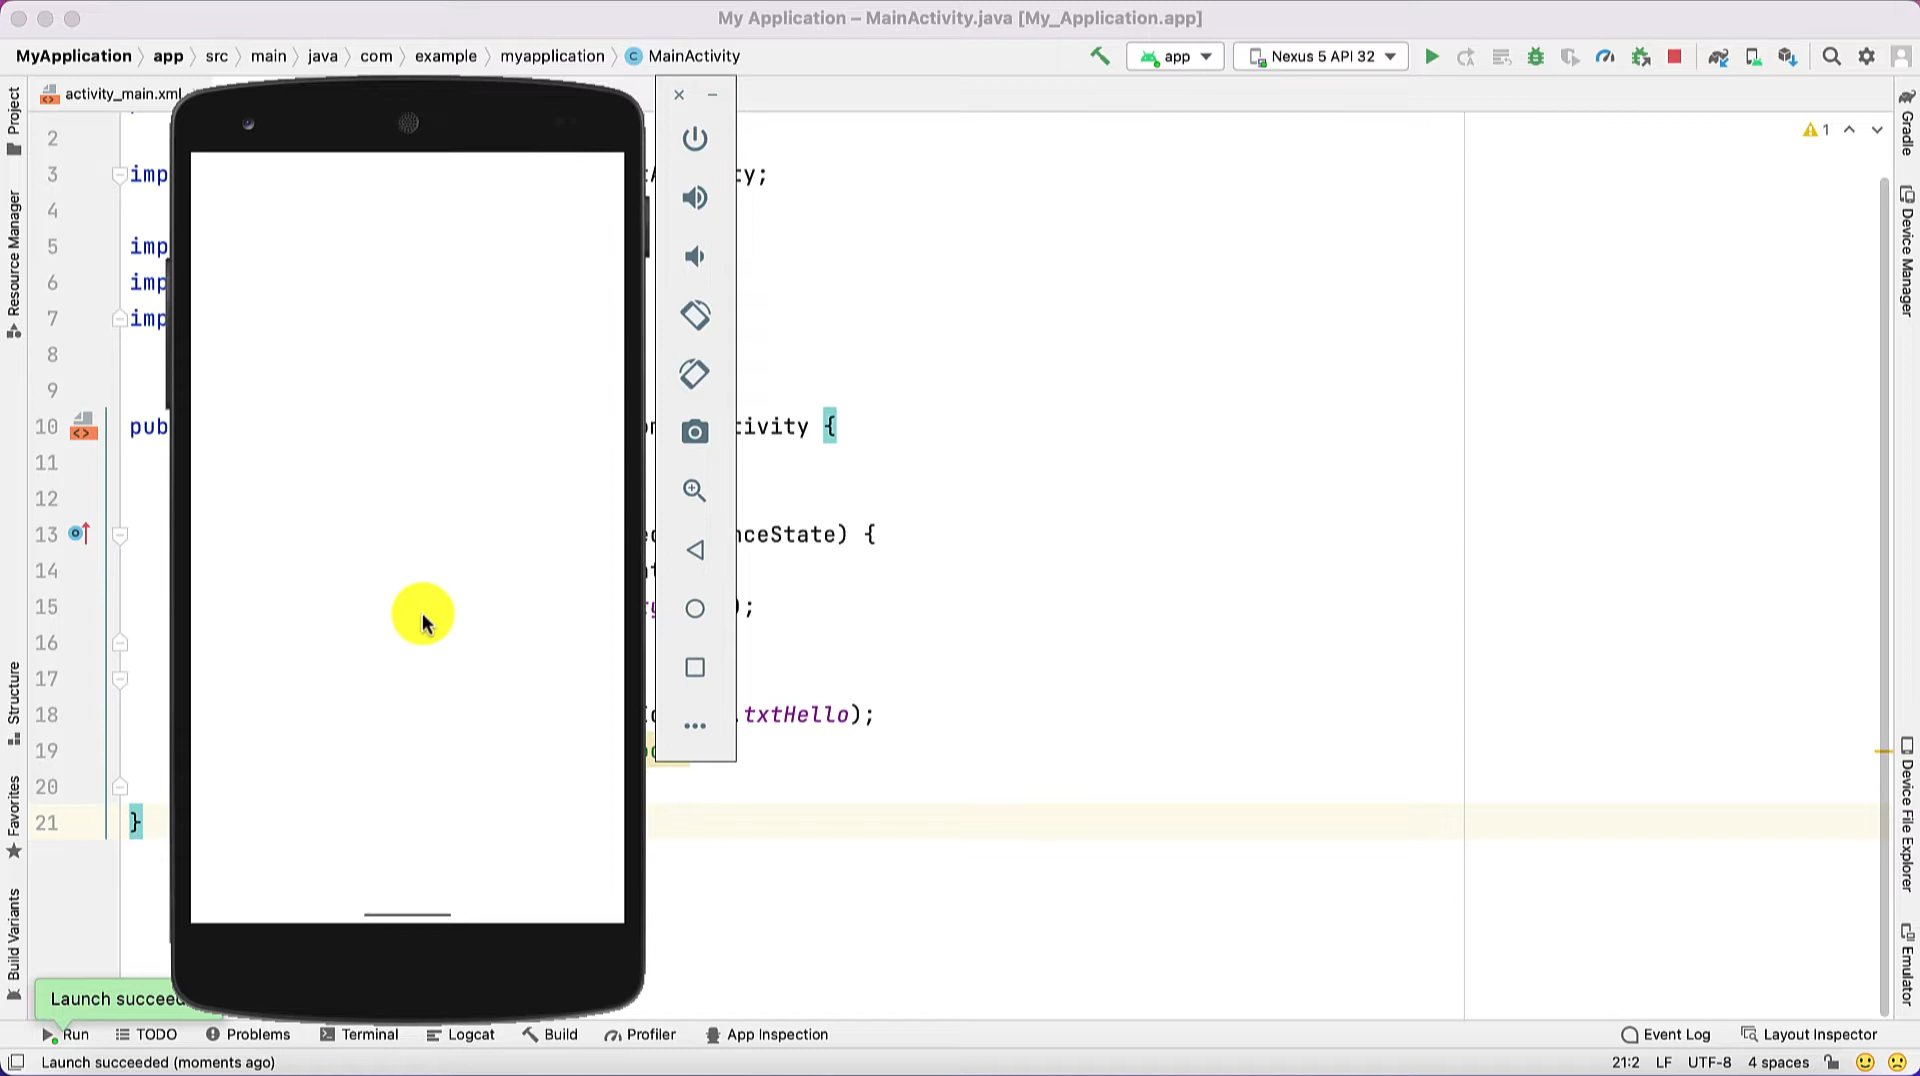 My Application – MainActivity.java [My_Application.app]
MyApplication app src main java com example myapplication MainActivity app Nexus 5 API 32
activity_main.xml
1
2
3 imp ty;
4
5 imp
6 imp
7 imp
8
9
10 pub tivity {
11
12
13 nceState) {
14
15 );
16
17
18 .txtHello);
19
20
21 }
Project
Resource Manager
Structure
Favorites
Build Variants
Gradle
Device Manager
Device File Explorer
Emulator
Launch succeed
Run TODO Problems Terminal Logcat Build Profiler App Inspection Event Log Layout Inspector
Launch succeeded (moments ago) 21:2 LF UTF-8 4 spaces